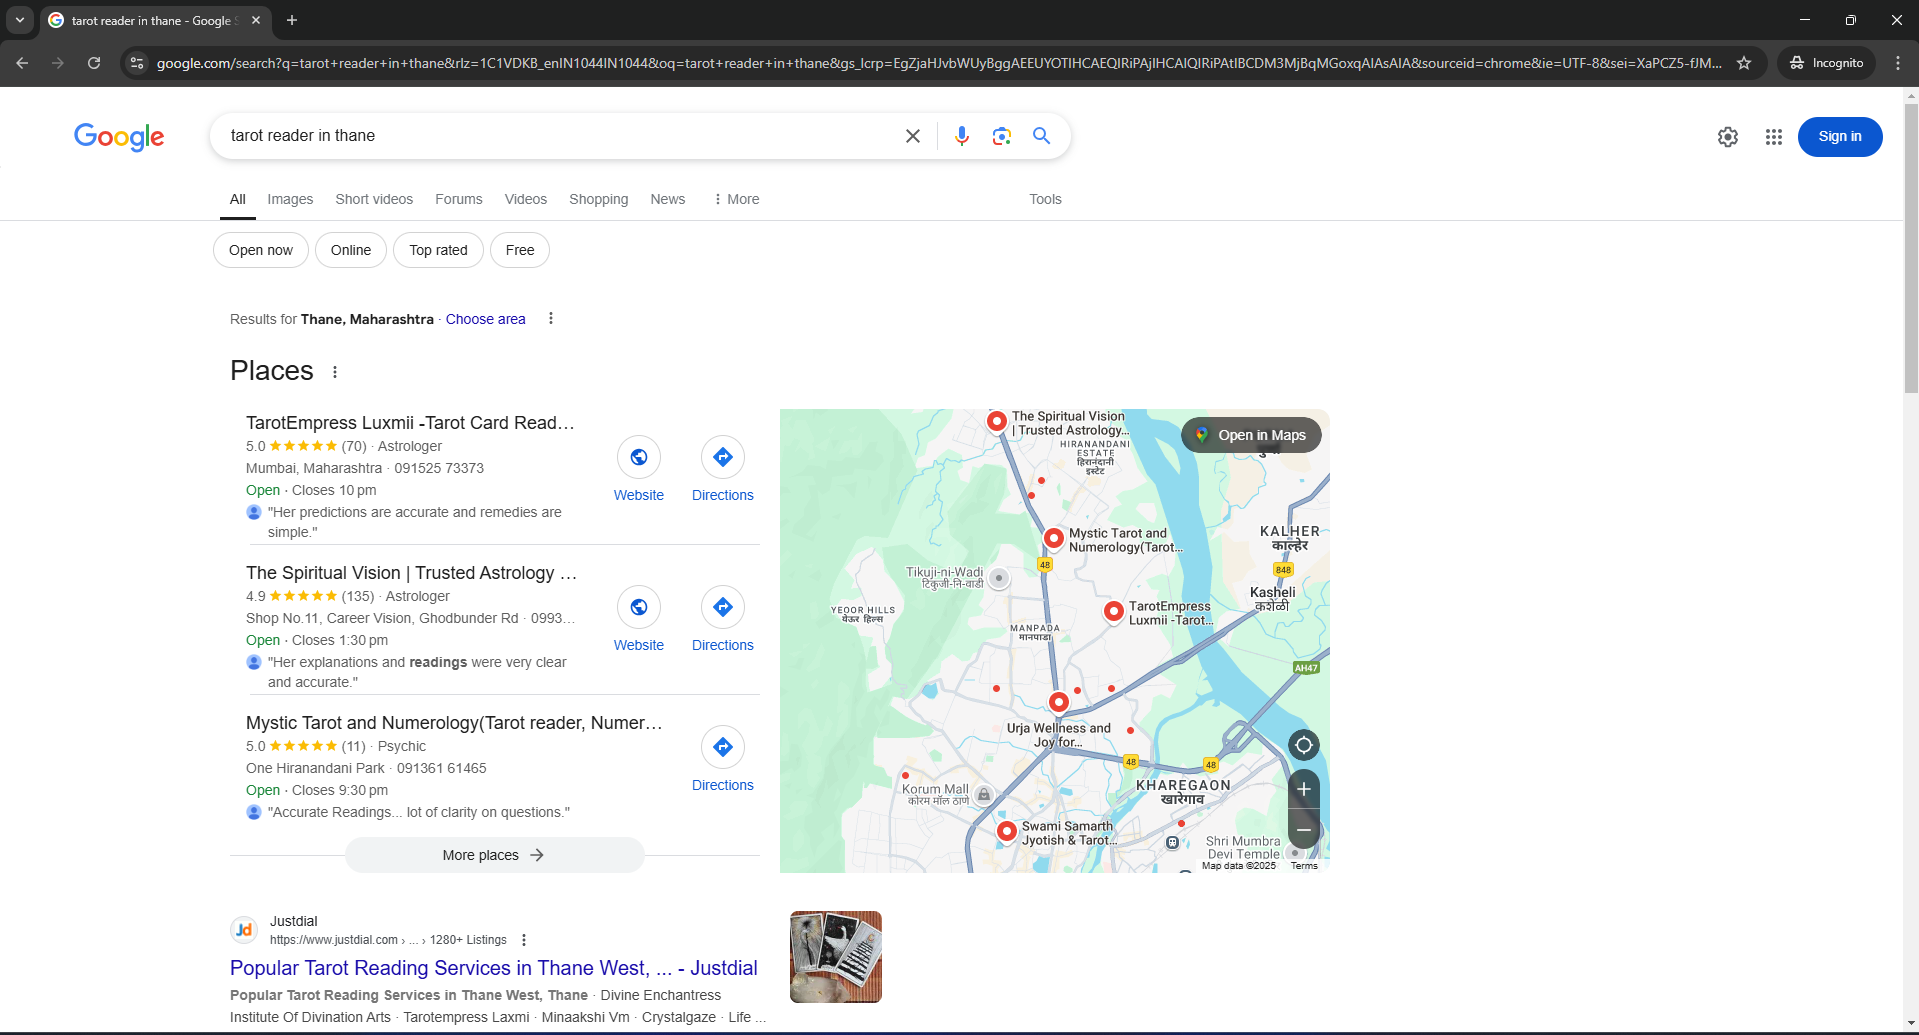 tarot reader in thane - Google S
google.com/search?q=tarot+reader+in+thane&rlz=1C1VDKB_enIN1044IN1044&oq=tarot+reader+in+thane&gs_lcrp=EgZjaHJvbWUyBggAEEUYOTIHCAEQIRiPAjIHCAIQIRiPAtIBCDM3MjBqMGoxqAIAsAIA&sourceid=chrome&ie=UTF-8&sei=XaPCZ5-fJM...
Incognito
Google
tarot reader in thane
Sign in
All
Images
Short videos
Forums
Videos
Shopping
News
More
Tools
Open now
Online
Top rated
Free
Results for Thane, Maharashtra · Choose area
Places
TarotEmpress Luxmii -Tarot Card Read...
5.0 (70) · Astrologer
Mumbai, Maharashtra · 091525 73373
Open · Closes 10 pm
"Her predictions are accurate and remedies are
simple."
Website
Directions
The Spiritual Vision | Trusted Astrology ...
4.9 (135) · Astrologer
Shop No.11, Career Vision, Ghodbunder Rd · 0993...
Open · Closes 1:30 pm
"Her explanations and readings were very clear
and accurate."
Website
Directions
Mystic Tarot and Numerology(Tarot reader, Numer...
5.0 (11) · Psychic
One Hiranandani Park · 091361 61465
Open · Closes 9:30 pm
"Accurate Readings... lot of clarity on questions."
Directions
More places
The Spiritual Vision
| Trusted Astrology...
Open in Maps
HIRANANDANI
ESTATE
हिरानंदानी
इस्टेट
Mystic Tarot and
Numerology(Tarot...
KALHER
काल्हेर
48
848
Tikuji-ni-Wadi
टिकुजी-नि-वाडी
Kasheli
कशेळी
YEOOR HILLS
येऊर हिल्स
TarotEmpress
Luxmii -Tarot...
MANPADA
मानपाडा
AH47
Urja Wellness and
Joy for...
48
48
KHAREGAON
खारेगाव
Korum Mall
कोरम मॉल ठाणे
Swami Samarth
Jyotish & Tarot...
Shri Mumbra
Devi Temple
Map data ©2025
Terms
Jd
Justdial
https://www.justdial.com › ... › 1280+ Listings
Popular Tarot Reading Services in Thane West, ... - Justdial
Popular Tarot Reading Services in Thane West, Thane · Divine Enchantress
Institute Of Divination Arts · Tarotempress Laxmi · Minaakshi Vm · Crystalgaze · Life ...